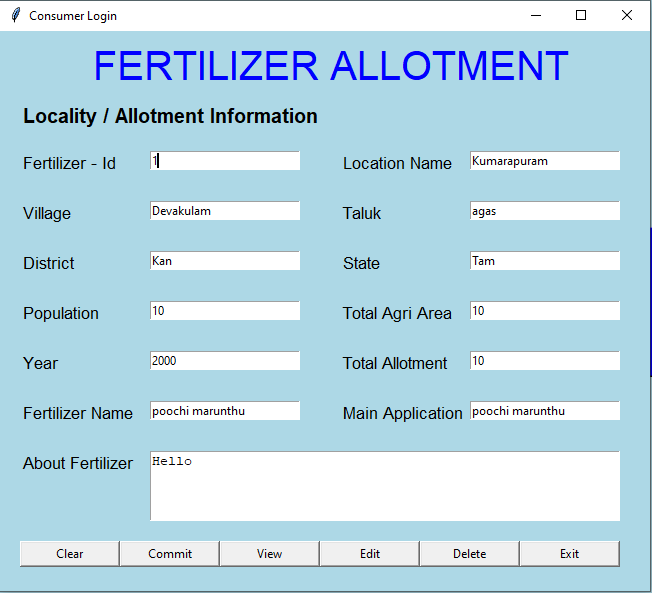 Consumer Login
FERTILIZER ALLOTMENT
Locality / Allotment Information
Fertilizer - Id 1 Location Name Kumarapuram
Village Devakulam Taluk agas
District Kan State Tam
Population 10 Total Agri Area 10
Year 2000 Total Allotment 10
Fertilizer Name poochi marunthu Main Application poochi marunthu
About Fertilizer Hello
Clear Commit View Edit Delete Exit